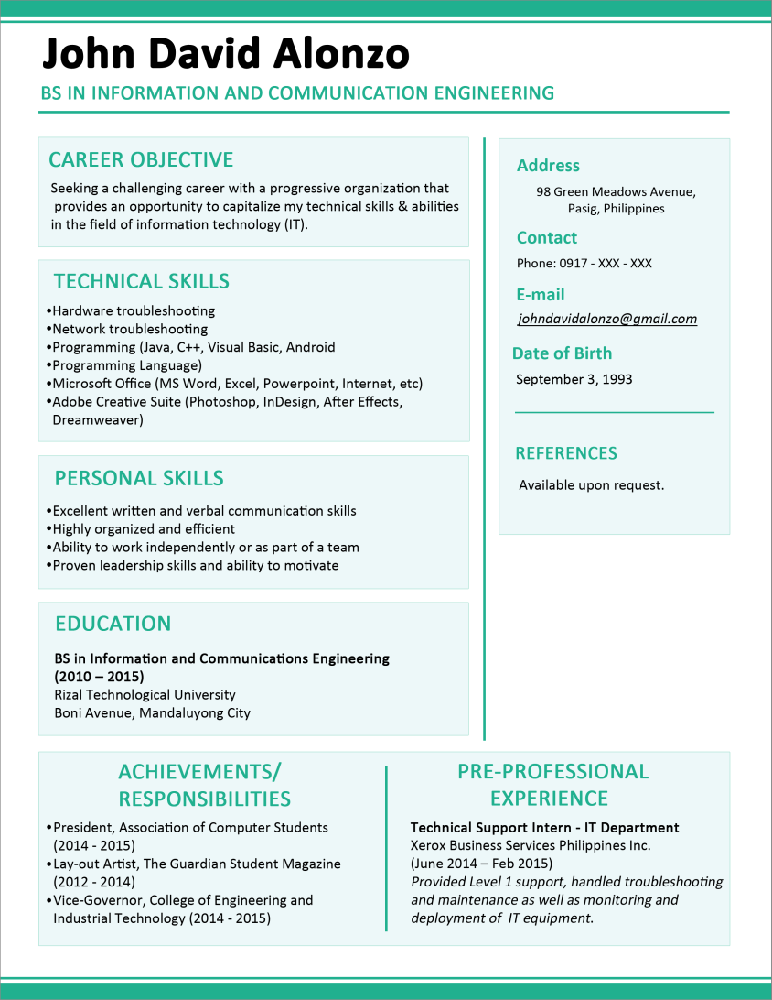 John David Alonzo
BS IN INFORMATION AND COMMUNICATION ENGINEERING
CAREER OBJECTIVE
Seeking a challenging career with a progressive organization that
provides an opportunity to capitalize my technical skills & abilities
in the field of information technology (IT).
TECHNICAL SKILLS
•Hardware troubleshooting
•Network troubleshooting
•Programming (Java, C++, Visual Basic, Android
•Programming Language)
•Microsoft Office (MS Word, Excel, Powerpoint, Internet, etc)
•Adobe Creative Suite (Photoshop, InDesign, After Effects,
Dreamweaver)
PERSONAL SKILLS
•Excellent written and verbal communication skills
•Highly organized and efficient
•Ability to work independently or as part of a team
•Proven leadership skills and ability to motivate
EDUCATION
BS in Information and Communications Engineering
(2010 – 2015)
Rizal Technological University
Boni Avenue, Mandaluyong City
Address
98 Green Meadows Avenue,
Pasig, Philippines
Contact
Phone: 0917 - XXX - XXX
E-mail
johndavidalonzo@gmail.com
Date of Birth
September 3, 1993
REFERENCES
Available upon request.
ACHIEVEMENTS/
RESPONSIBILITIES
•President, Association of Computer Students
(2014 - 2015)
•Lay-out Artist, The Guardian Student Magazine
(2012 - 2014)
•Vice-Governor, College of Engineering and
Industrial Technology (2014 - 2015)
PRE-PROFESSIONAL
EXPERIENCE
Technical Support Intern - IT Department
Xerox Business Services Philippines Inc.
(June 2014 – Feb 2015)
Provided Level 1 support, handled troubleshooting
and maintenance as well as monitoring and
deployment of  IT equipment.